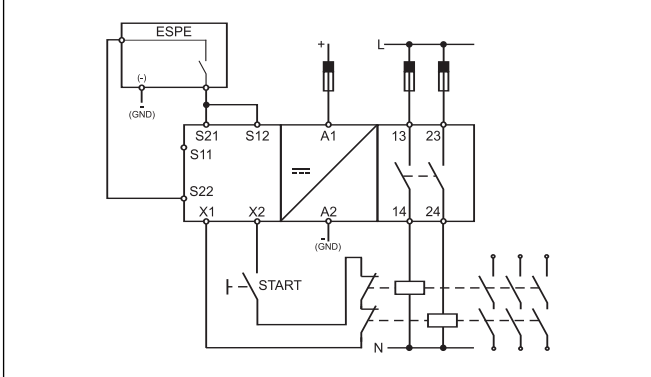 ESPE
+
L
(-)
-
(GND)
S21 S12 A1 13 23
S11
S22
X1 X2 A2 14 24
-
(GND)
START
N